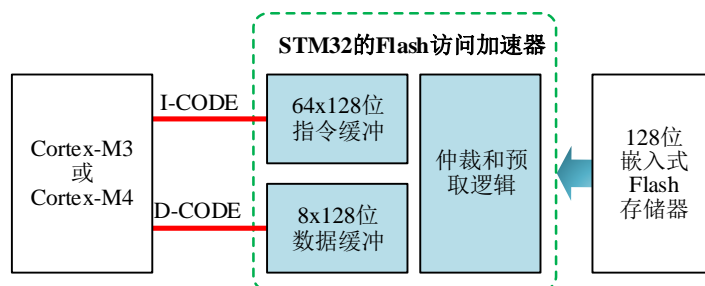 STM32的Flash访问加速器
I-CODE
64x128位
指令缓冲
Cortex-M3
或
Cortex-M4
仲裁和预
取逻辑
128位
嵌入式
Flash
存储器
D-CODE
8x128位
数据缓冲